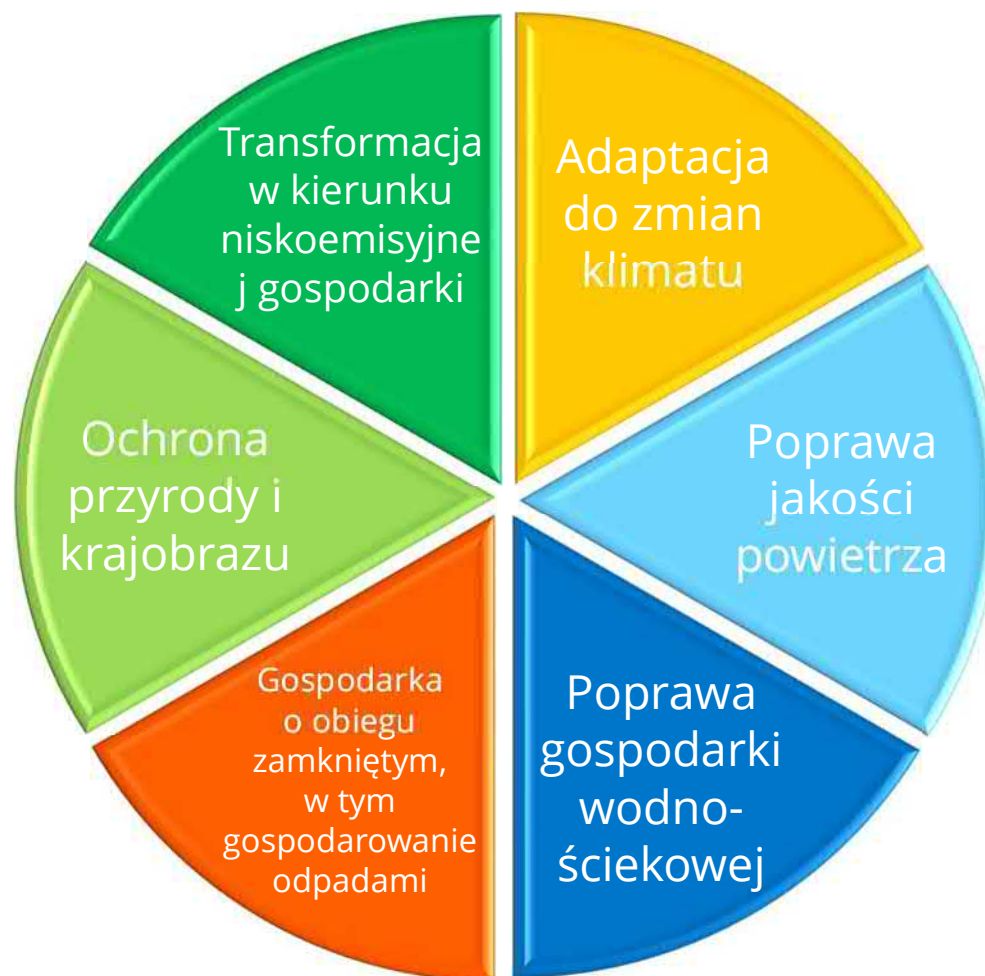 Transformacja
w kierunku
niskoemisyjne
j gospodarki
Adaptacja
do zmian
klimatu
Ochrona
przyrody i
krajobrazu
Poprawa
jakości
powietrza
Gospodarka
o obiegu
zamkniętym,
w tym
gospodarowanie
odpadami
Poprawa
gospodarki
wodno-
ściekowej